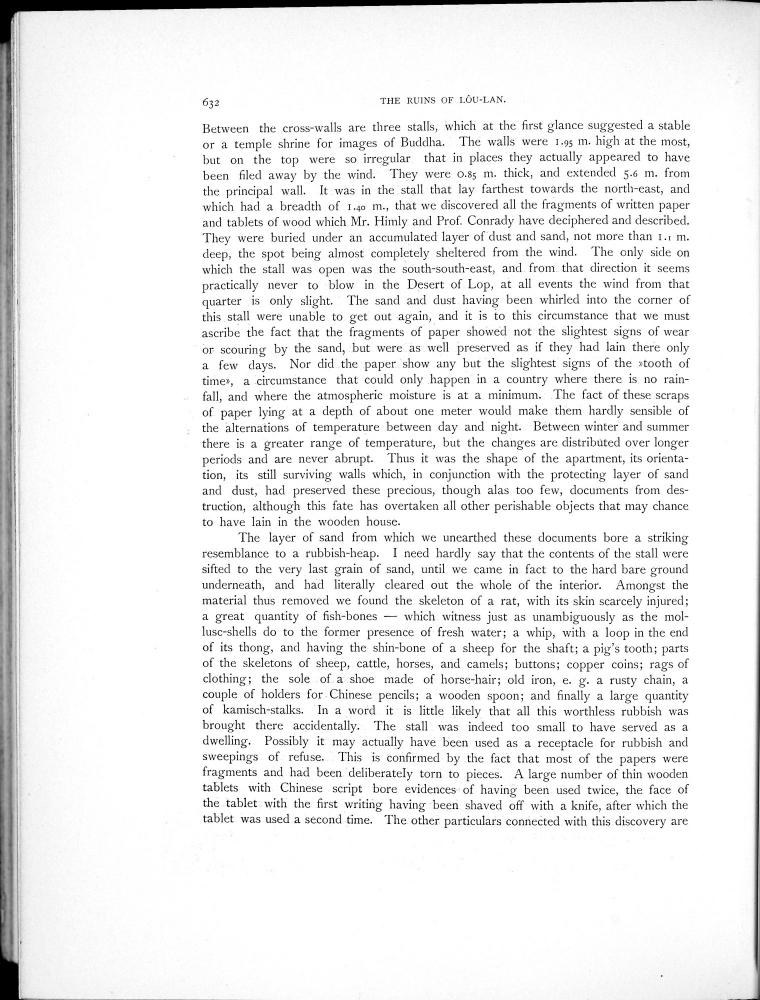 632
THE RUINS OF LÔU-LAN.
Between the cross-walls are three stalls, which at the first glance suggested a stable
or a temple shrine for images of Buddha. The walls were 1.95 m. high at the most,
but on the top were so irregular that in places they actually appeared to have
been filed away by the wind. They were 0.85 m. thick, and extended 5.6 m. from
the principal wall. It was in the stall that lay farthest towards the north-east, and
which had a breadth of 1.40 m., that we discovered all the fragments of written paper
and tablets of wood which Mr. Himly and Prof. Conrady have deciphered and described.
They were buried under an accumulated layer of dust and sand, not more than 1.1 m.
deep, the spot being almost completely sheltered from the wind. The only side on
which the stall was open was the south-south-east, and from that direction it seems
practically never to blow in the Desert of Lop, at all events the wind from that
quarter is only slight. The sand and dust having been whirled into the corner of
this stall were unable to get out again, and it is to this circumstance that we must
ascribe the fact that the fragments of paper showed not the slightest signs of wear
or scouring by the sand, but were as well preserved as if they had lain there only
a few days. Nor did the paper show any but the slightest signs of the »tooth of
time», a circumstance that could only happen in a country where there is no rain-
fall, and where the atmospheric moisture is at a minimum. The fact of these scraps
of paper lying at a depth of about one meter would make them hardly sensible of
the alternations of temperature between day and night. Between winter and summer
there is a greater range of temperature, but the changes are distributed over longer
periods and are never abrupt. Thus it was the shape of the apartment, its orienta-
tion, its still surviving walls which, in conjunction with the protecting layer of sand
and dust, had preserved these precious, though alas too few, documents from des-
truction, although this fate has overtaken all other perishable objects that may chance
to have lain in the wooden house.
The layer of sand from which we unearthed these documents bore a striking
resemblance to a rubbish-heap. I need hardly say that the contents of the stall were
sifted to the very last grain of sand, until we came in fact to the hard bare ground
underneath, and had literally cleared out the whole of the interior. Amongst the
material thus removed we found the skeleton of a rat, with its skin scarcely injured;
a great quantity of fish-bones — which witness just as unambiguously as the mol-
lusc-shells do to the former presence of fresh water; a whip, with a loop in the end
of its thong, and having the shin-bone of a sheep for the shaft; a pig's tooth; parts
of the skeletons of sheep, cattle, horses, and camels; buttons; copper coins; rags of
clothing; the sole of a shoe made of horse-hair; old iron, e. g. a rusty chain, a
couple of holders for Chinese pencils; a wooden spoon; and finally a large quantity
of kamisch-stalks. In a word it is little likely that all this worthless rubbish was
brought there accidentally. The stall was indeed too small to have served as a
dwelling. Possibly it may actually have been used as a receptacle for rubbish and
sweepings of refuse. This is confirmed by the fact that most of the papers were
fragments and had been deliberately torn to pieces. A large number of thin wooden
tablets with Chinese script bore evidences of having been used twice, the face of
the tablet with the first writing having been shaved off with a knife, after which the
tablet was used a second time. The other particulars connected with this discovery are